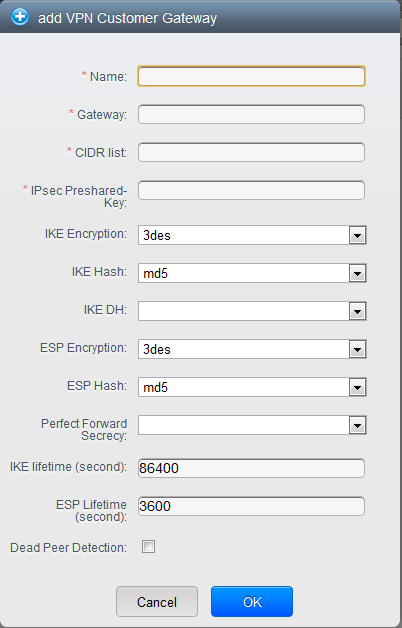 add VPN Customer Gateway
* Name:
* Gateway:
* CIDR list:
* IPsec Preshared-
Key:
IKE Encryption: 3des
IKE Hash: md5
IKE DH:
ESP Encryption: 3des
ESP Hash: md5
Perfect Forward
Secrecy:
IKE lifetime (second): 86400
ESP Lifetime
(second): 3600
Dead Peer Detection:
Cancel OK